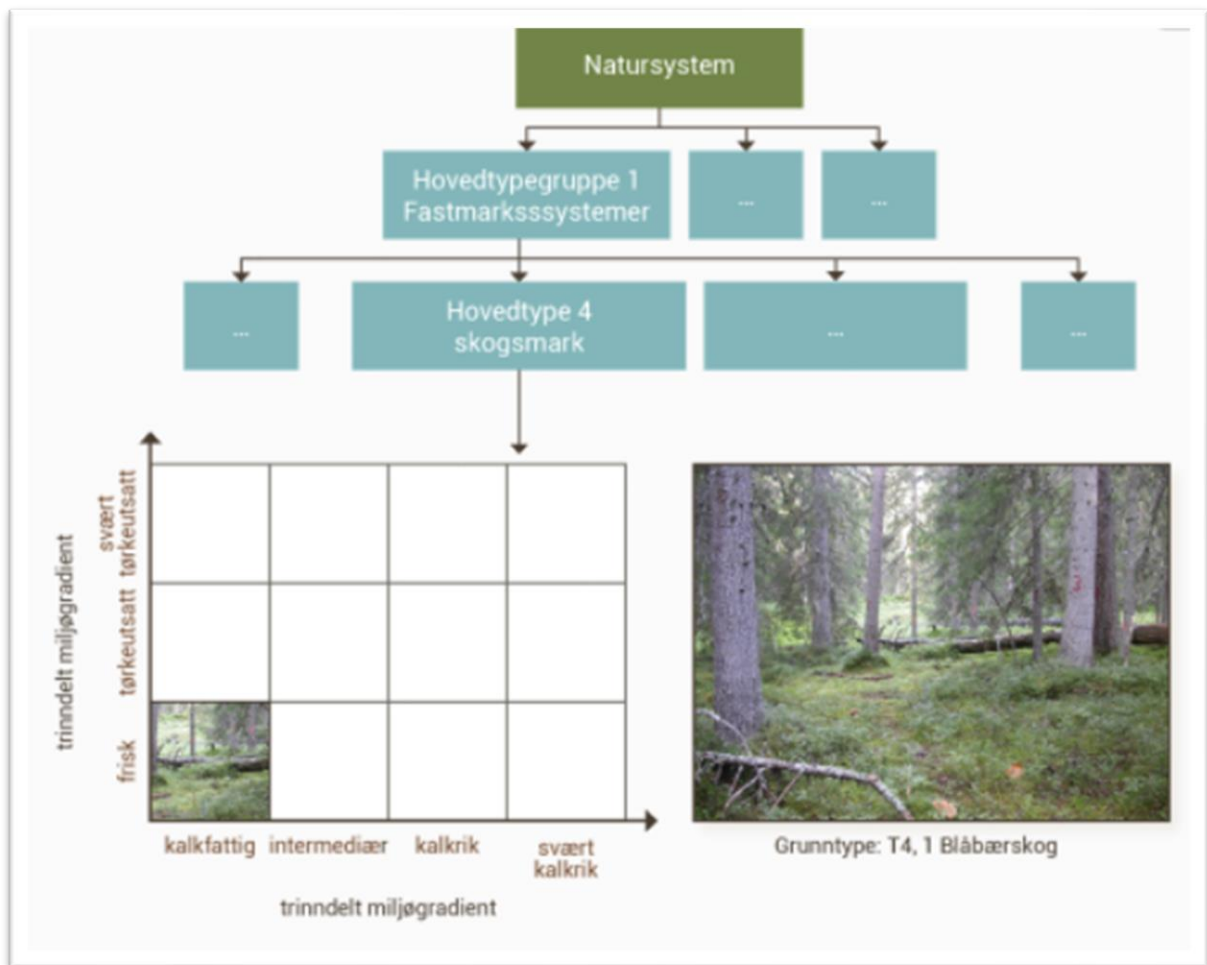 Natursystem
Hovedtypegruppe 1
Fastmarksssystemer
...
...
...
Hovedtype 4
skogsmark
...
...
svært
tørkeutsatt
tørkeutsatt
frisk
trinndelt miljøgradient
kalkfattig
intermediær
kalkrik
svært
kalkrik
trinndelt miljøgradient
Grunntype: T4, 1 Blåbærskog